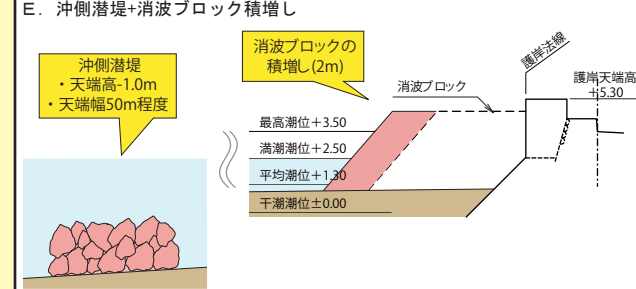 E．沖側潜堤+消波ブロック積増し
沖側潜堤
・天端高-1.0m
・天端幅50m程度
消波ブロックの
積増し(2m)
消波ブロック
護岸法線
護岸天端高
+5.30
最高潮位+3.50
満潮潮位+2.50
平均潮位+1.30
干潮潮位±0.00